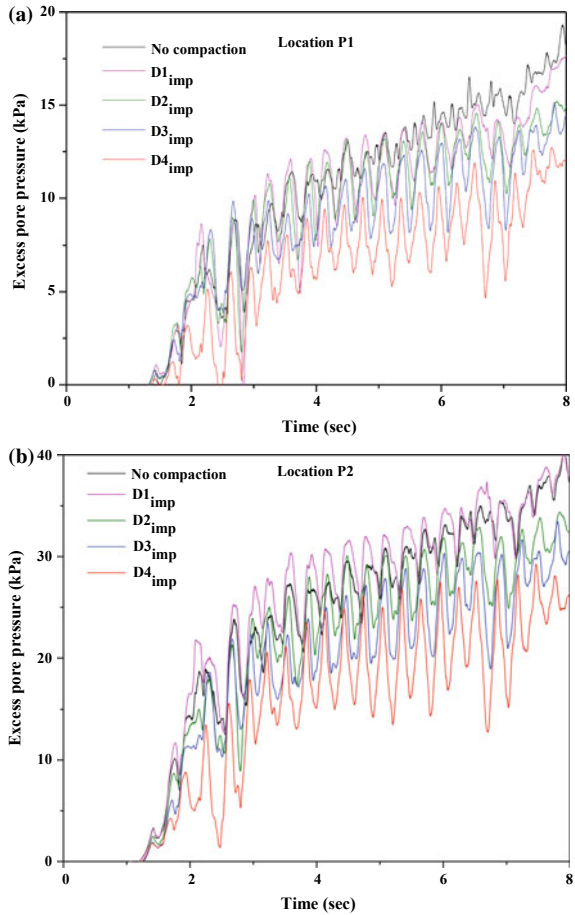 (a)
20
15
10
5
0
Excess pore pressure (kPa)
Location P1
No compaction
D1imp
D2imp
D3imp
D4imp
0 2 4 6 8
Time (sec)
(b)
40
30
20
10
0
Excess pore pressure (kPa)
Location P2
No compaction
D1imp
D2imp
D3imp
D4imp
0 2 4 6 8
Time (sec)